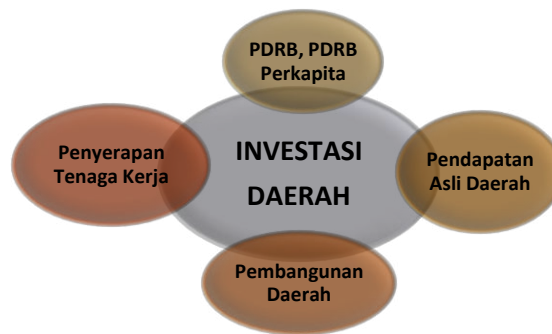 PDRB, PDRB
Perkapita
Penyerapan
Tenaga Kerja
INVESTASI
DAERAH
Pendapatan
Asli Daerah
Pembangunan
Daerah